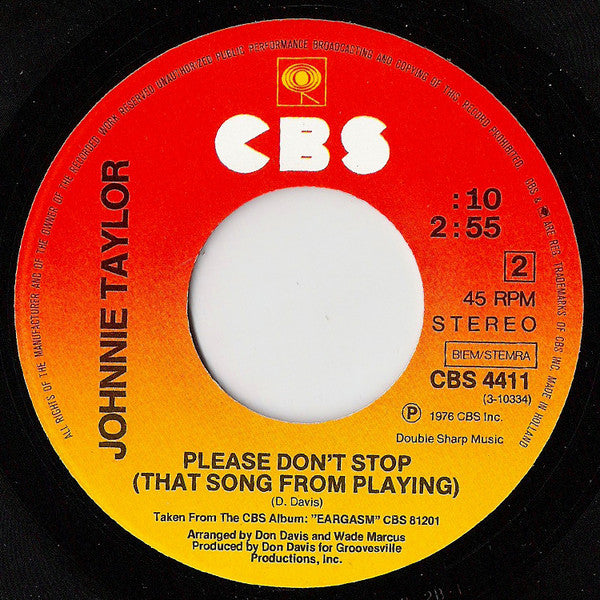 ALL RIGHTS OF THE MANUFACTURER AND OF THE OWNER OF THE RECORDED WORK RESERVED UNAUTHORIZED PUBLIC PERFORMANCE BROADCASTING AND COPYING OF THIS RECORD PROHIBITED.
CBS & ARE REG. TRADEMARKS OF CBS INC. MADE IN HOLLAND
CBS
JOHNNIE TAYLOR
:10
2:55
2
45 RPM
STEREO
BIEM/STEMRA
CBS 4411
(3-10334)
Ⓟ 1976 CBS Inc.
Double Sharp Music
PLEASE DON'T STOP
(THAT SONG FROM PLAYING)
(D. Davis)
Taken From The CBS Album: "EARGASM" CBS 81201
Arranged by Don Davis and Wade Marcus
Produced by Don Davis for Groovesville
Productions, Inc.